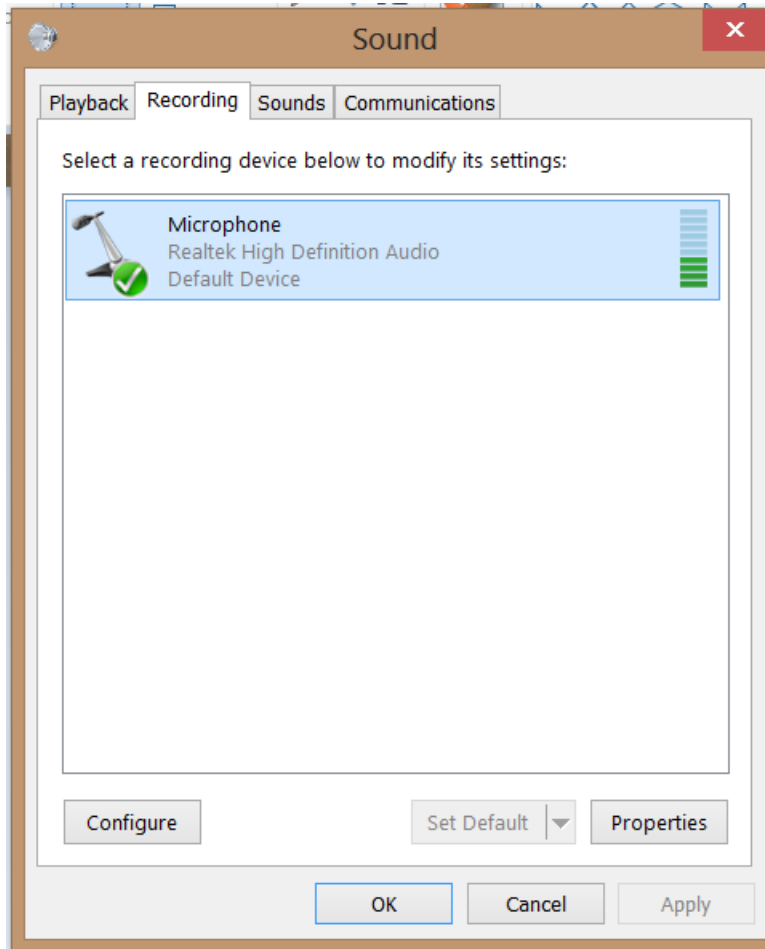 Sound
Playback Recording Sounds Communications
Select a recording device below to modify its settings:
Microphone
Realtek High Definition Audio
Default Device
Configure Set Default Properties
OK Cancel Apply